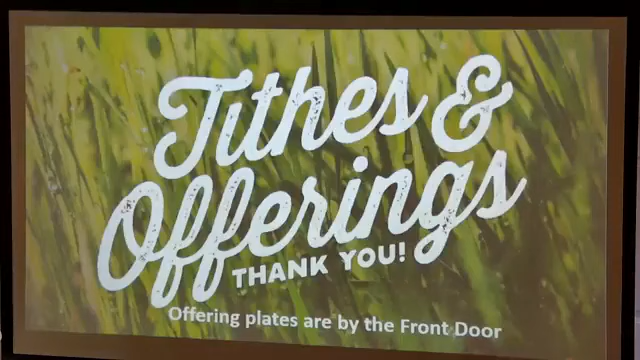 Tithes &
Offerings
THANK YOU!
Offering plates are by the Front Door